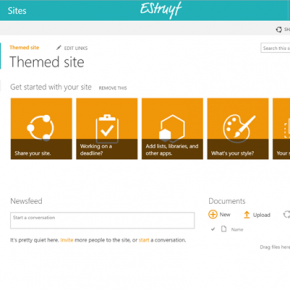 Sites
EStruyf
Themed site
EDIT LINKS
Search this
Themed site
Get started with your site
REMOVE THIS
Share your site.
Working on a
deadline?
Add lists, libraries, and
other apps.
What's your style?
Your
Newsfeed
Start a conversation
It's pretty quiet here. Invite more people to the site, or start a conversation.
Documents
New
Upload
Name
Drag files here